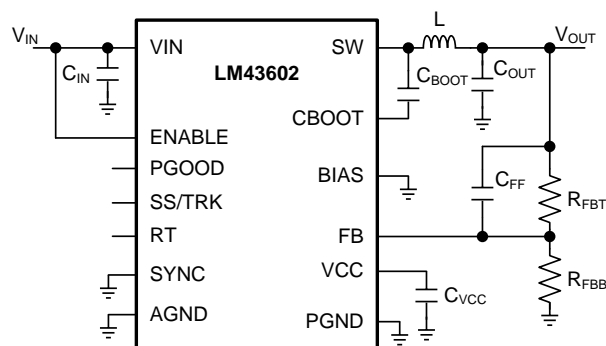 VIN
CIN
VIN
ENABLE
PGOOD
SS/TRK
RT
SYNC
AGND
LM43602
SW
CBOOT
BIAS
FB
VCC
PGND
L
VOUT
CBOOT
COUT
CFF
RFBT
RFBB
CVCC